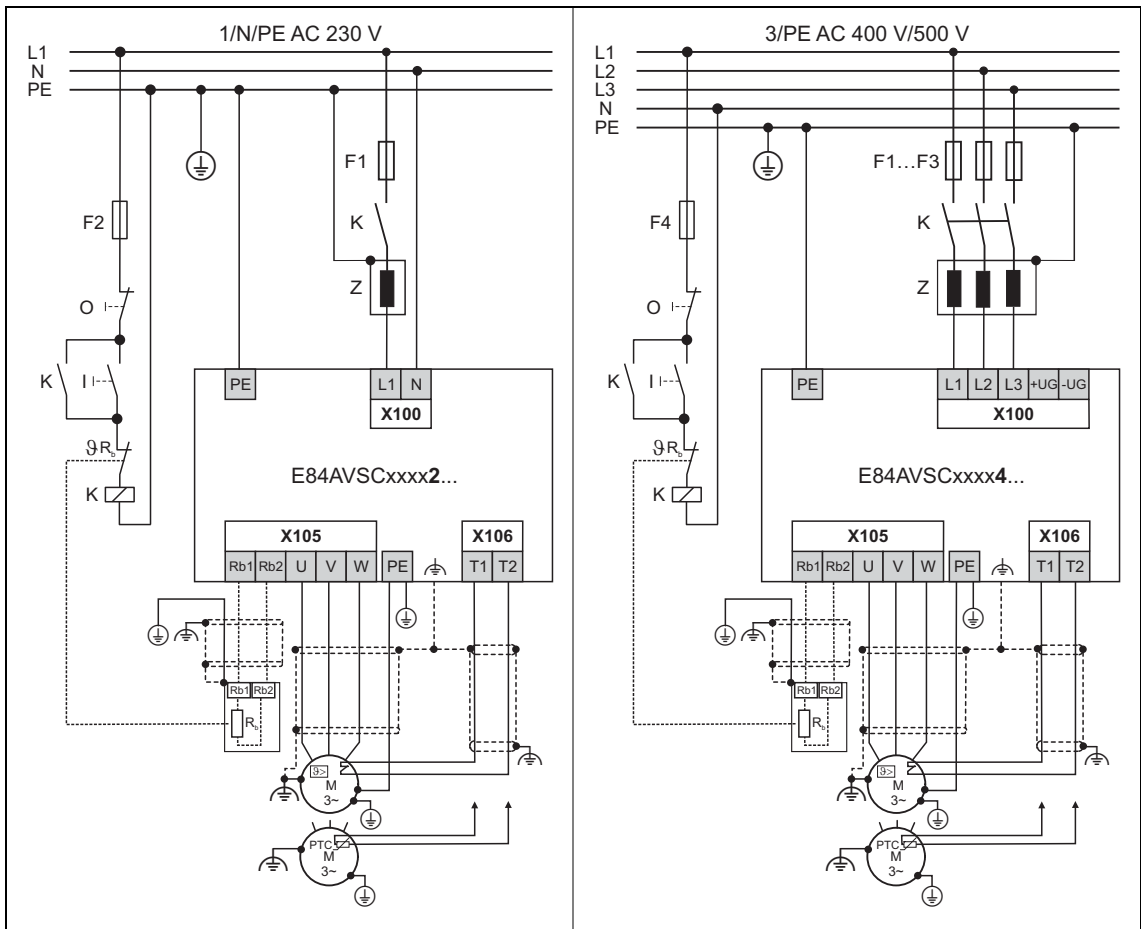 1/N/PE AC 230 V
L1
N
PE
F1
F2
K
Z
O
K
I
ϑRb
K
PE
L1 N
X100
E84AVSCxxxx2...
X105
X106
Rb1 Rb2 U V W PE
T1 T2
Rb1 Rb2
Rb
ϑ>
M
3~
PTC
M
3~
3/PE AC 400 V/500 V
L1
L2
L3
N
PE
F1...F3
F4
K
Z
O
K
I
ϑRb
K
PE
L1 L2 L3 +UG -UG
X100
E84AVSCxxxx4...
X105
X106
Rb1 Rb2 U V W PE
T1 T2
Rb1 Rb2
Rb
ϑ>
M
3~
PTC
M
3~